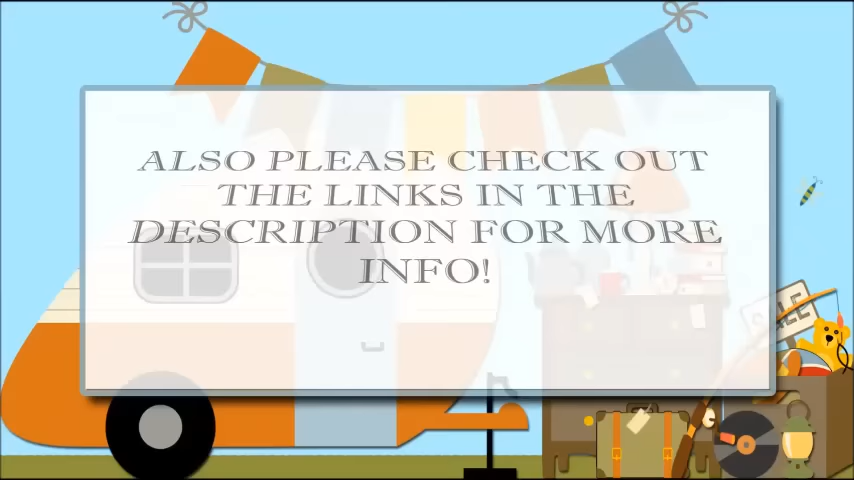 ALSO PLEASE CHECK OUT
THE LINKS IN THE
DESCRIPTION FOR MORE
INFO!